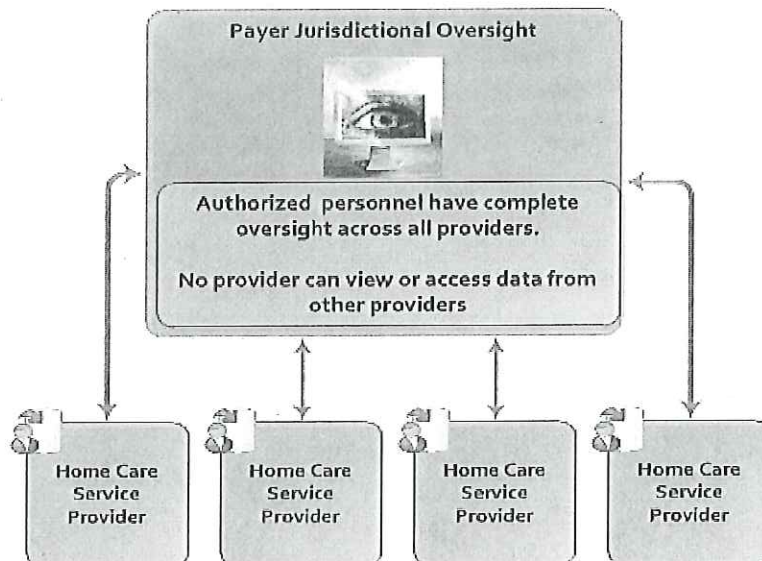 Payer Jurisdictional Oversight
Authorized personnel have complete
oversight across all providers.
No provider can view or access data from
other providers
Home Care
Service
Provider
Home Care
Service
Provider
Home Care
Service
Provider
Home Care
Service
Provider